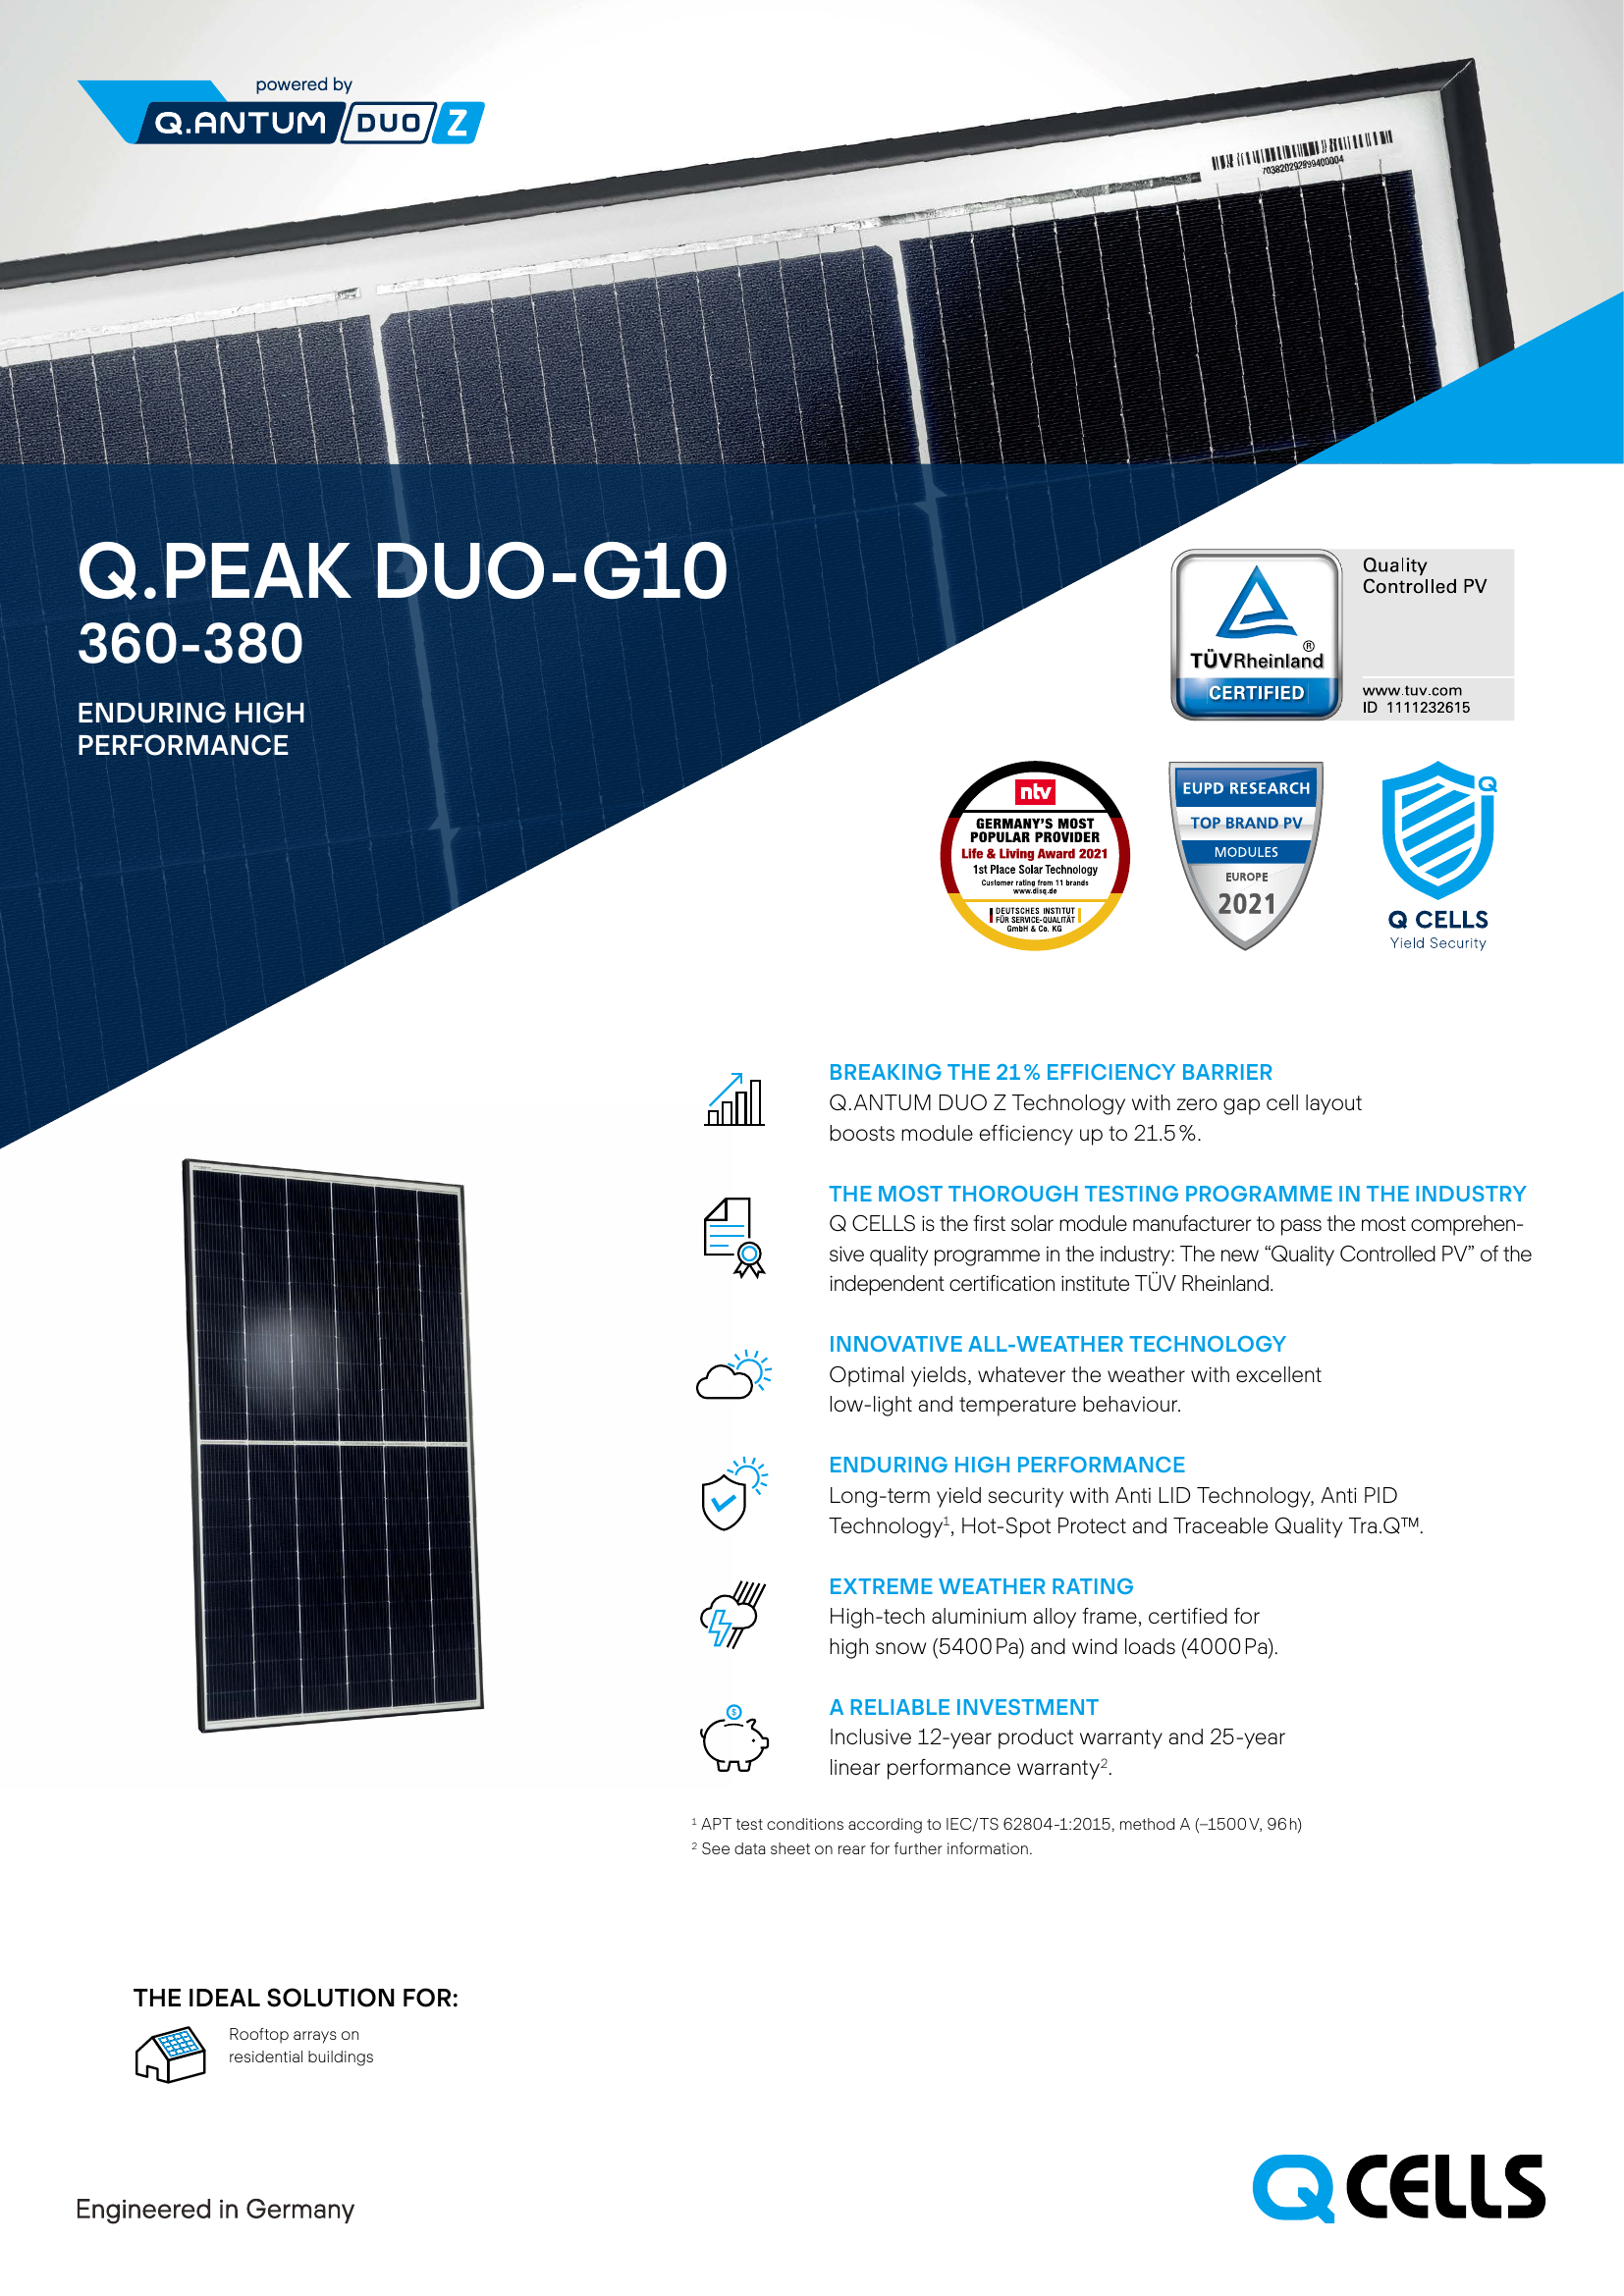 powered by
Q.ANTUM DUO Z
703820292999400004
Q.PEAK DUO-G10
360-380
ENDURING HIGH
PERFORMANCE
TÜVRheinland®
CERTIFIED
Quality
Controlled PV
www.tuv.com
ID 1111232615
ntv
GERMANY'S MOST
POPULAR PROVIDER
Life & Living Award 2021
1st Place Solar Technology
Customer rating from 11 brands
www.disq.de
DEUTSCHES INSTITUT
FÜR SERVICE-QUALITÄT
GmbH & Co. KG
EUPD RESEARCH
TOP BRAND PV
MODULES
EUROPE
2021
Q
Q CELLS
Yield Security
BREAKING THE 21% EFFICIENCY BARRIER
Q.ANTUM DUO Z Technology with zero gap cell layout
boosts module efficiency up to 21.5%.
THE MOST THOROUGH TESTING PROGRAMME IN THE INDUSTRY
Q CELLS is the first solar module manufacturer to pass the most comprehen-
sive quality programme in the industry: The new “Quality Controlled PV” of the
independent certification institute TÜV Rheinland.
INNOVATIVE ALL-WEATHER TECHNOLOGY
Optimal yields, whatever the weather with excellent
low-light and temperature behaviour.
ENDURING HIGH PERFORMANCE
Long-term yield security with Anti LID Technology, Anti PID
Technology¹, Hot-Spot Protect and Traceable Quality Tra.Q™.
EXTREME WEATHER RATING
High-tech aluminium alloy frame, certified for
high snow (5400 Pa) and wind loads (4000 Pa).
A RELIABLE INVESTMENT
Inclusive 12-year product warranty and 25-year
linear performance warranty².
¹ APT test conditions according to IEC/TS 62804-1:2015, method A (–1500 V, 96 h)
² See data sheet on rear for further information.
THE IDEAL SOLUTION FOR:
Rooftop arrays on
residential buildings
Engineered in Germany
Q CELLS